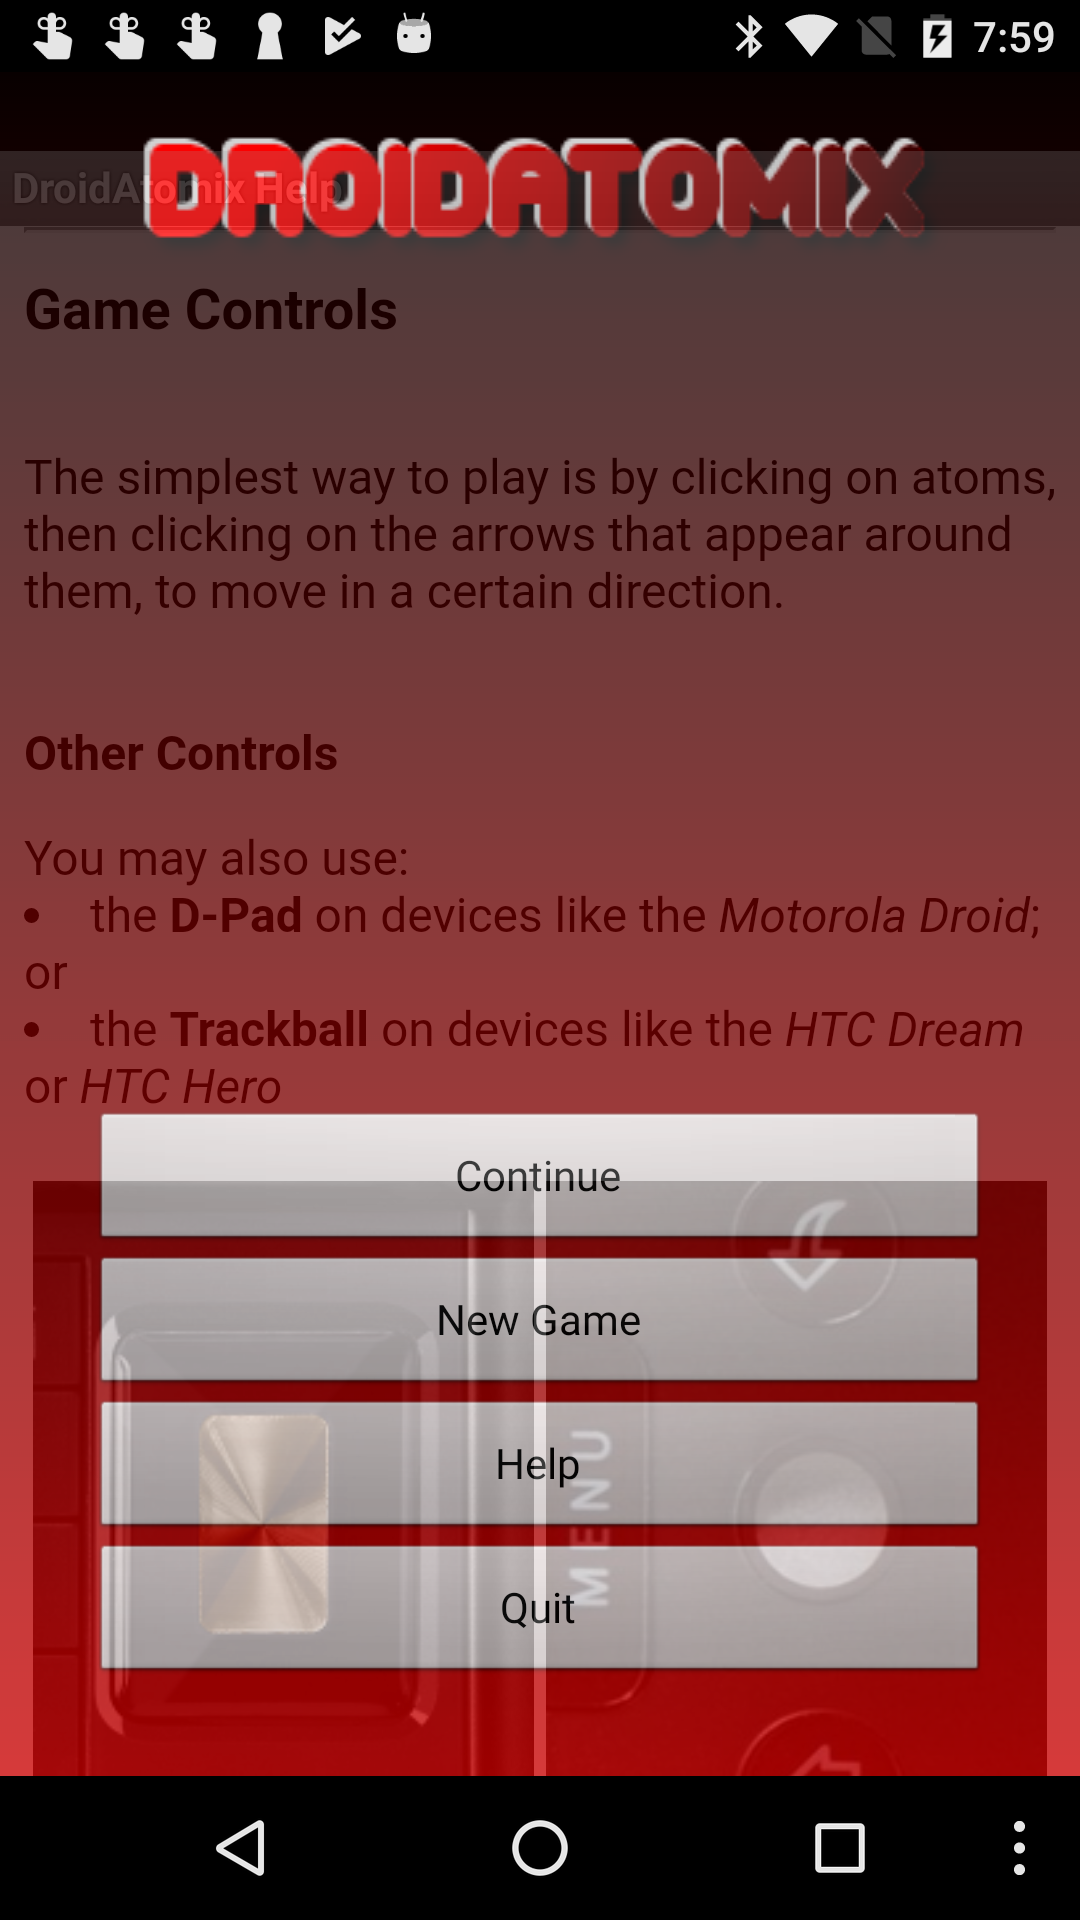 7:59
DROIDATOMIX
DroidAtomix Help
Game Controls
The simplest way to play is by clicking on atoms,
then clicking on the arrows that appear around
them, to move in a certain direction.
Other Controls
You may also use:
• the D-Pad on devices like the Motorola Droid;
or
• the Trackball on devices like the HTC Dream
or HTC Hero
Continue
New Game
Help
MENU
Quit